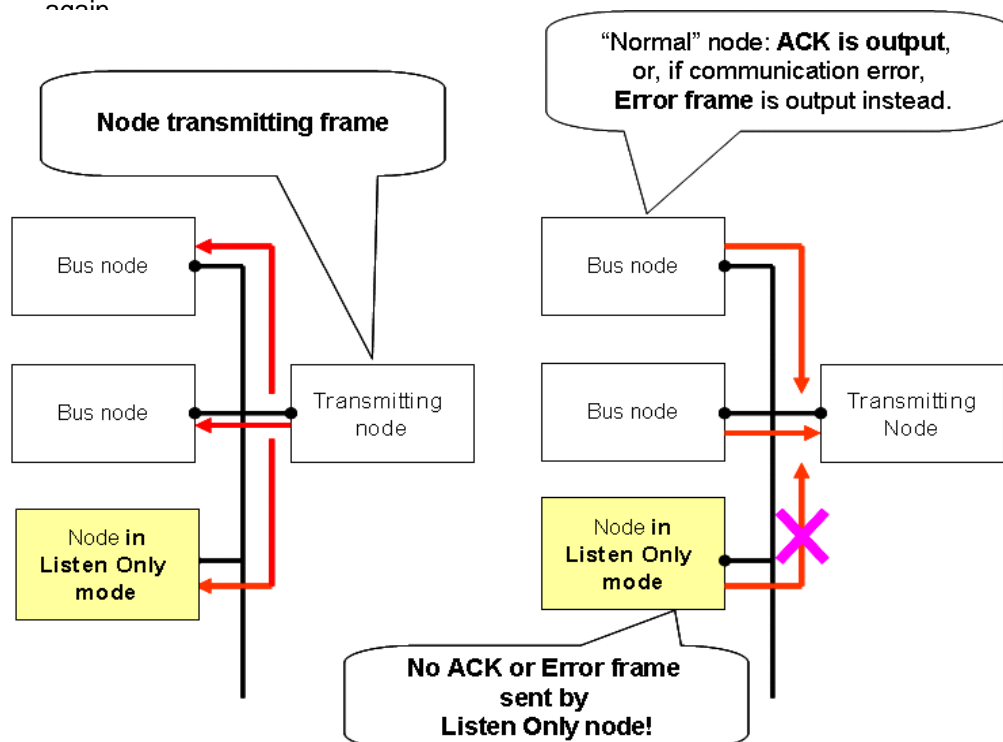 again
"Normal" node: ACK is output,
or, if communication error,
Error frame is output instead.
Node transmitting frame
Bus node
Bus node
Transmitting
node
Node in
Listen Only
mode
Bus node
Bus node
Transmitting
Node
Node in
Listen Only
mode
No ACK or Error frame
sent by
Listen Only node!